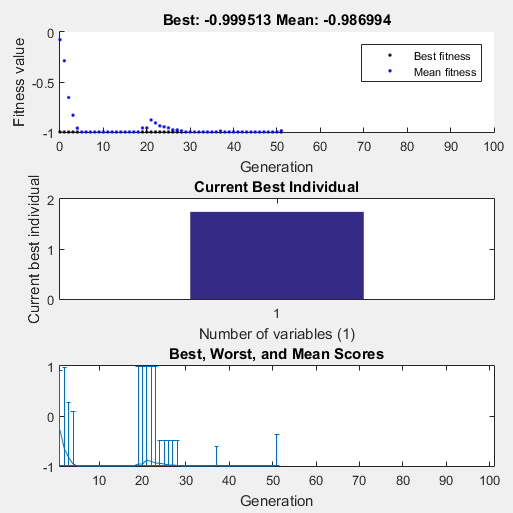 Best: -0.999513 Mean: -0.986994
Fitness value
0
-0.5
-1
Best fitness
Mean fitness
0 10 20 30 40 50 60 70 80 90 100
Generation
Current Best Individual
Current best individual
2
1
0
1
Number of variables (1)
Best, Worst, and Mean Scores
1
0
-1
10 20 30 40 50 60 70 80 90 100
Generation